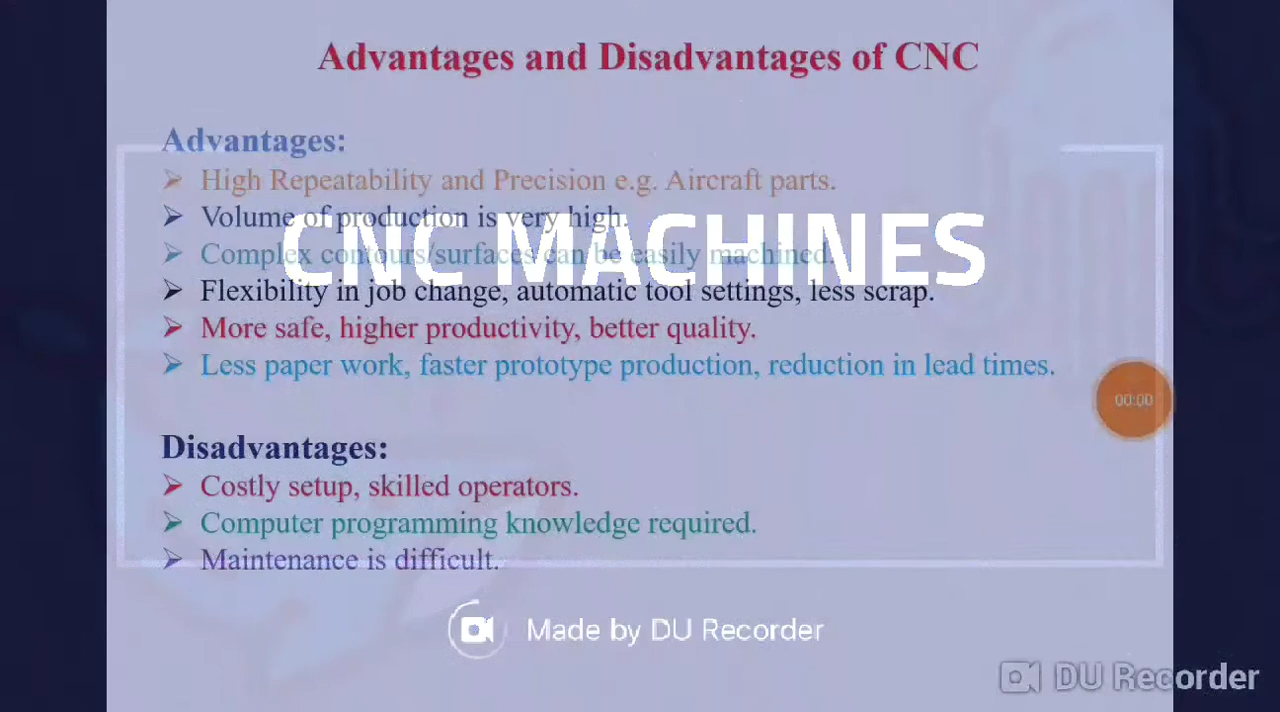 Advantages and Disadvantages of CNC
Advantages:
➢ High Repeatability and Precision e.g. Aircraft parts.
➢ Volume of production is very high.
CNC MACHINES
➢ Complex contours/surfaces can be easily machined.
➢ Flexibility in job change, automatic tool settings, less scrap.
➢ More safe, higher productivity, better quality.
➢ Less paper work, faster prototype production, reduction in lead times.
00:00
Disadvantages:
➢ Costly setup, skilled operators.
➢ Computer programming knowledge required.
➢ Maintenance is difficult.
Made by DU Recorder
DU Recorder